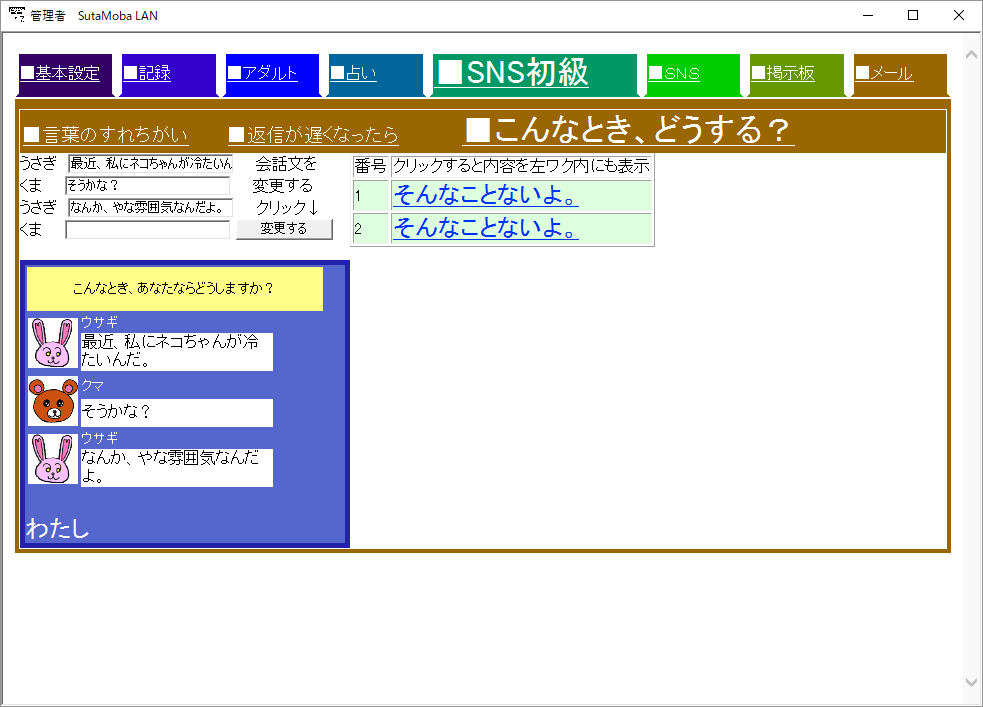 管理者 SutaMoba LAN
■基本設定 ■記録 ■アダルト ■占い ■SNS初級 ■SNS ■掲示板 ■メール
■言葉のすれちがい ■返信が遅くなったら ■こんなとき、どうする？
うさぎ 最近、私にネコちゃんが冷たいん 会話文を
くま そうかな？ 変更する
うさぎ なんか、やな雰囲気なんだよ。 クリック↓
くま 変更する
番号 クリックすると内容を左ワク内にも表示
1 そんなことないよ。
2 そんなことないよ。
こんなとき、あなたならどうしますか？
ウサギ
最近、私にネコちゃんが冷
たいんだ。
クマ
そうかな？
ウサギ
なんか、やな雰囲気なんだ
よ。
わたし